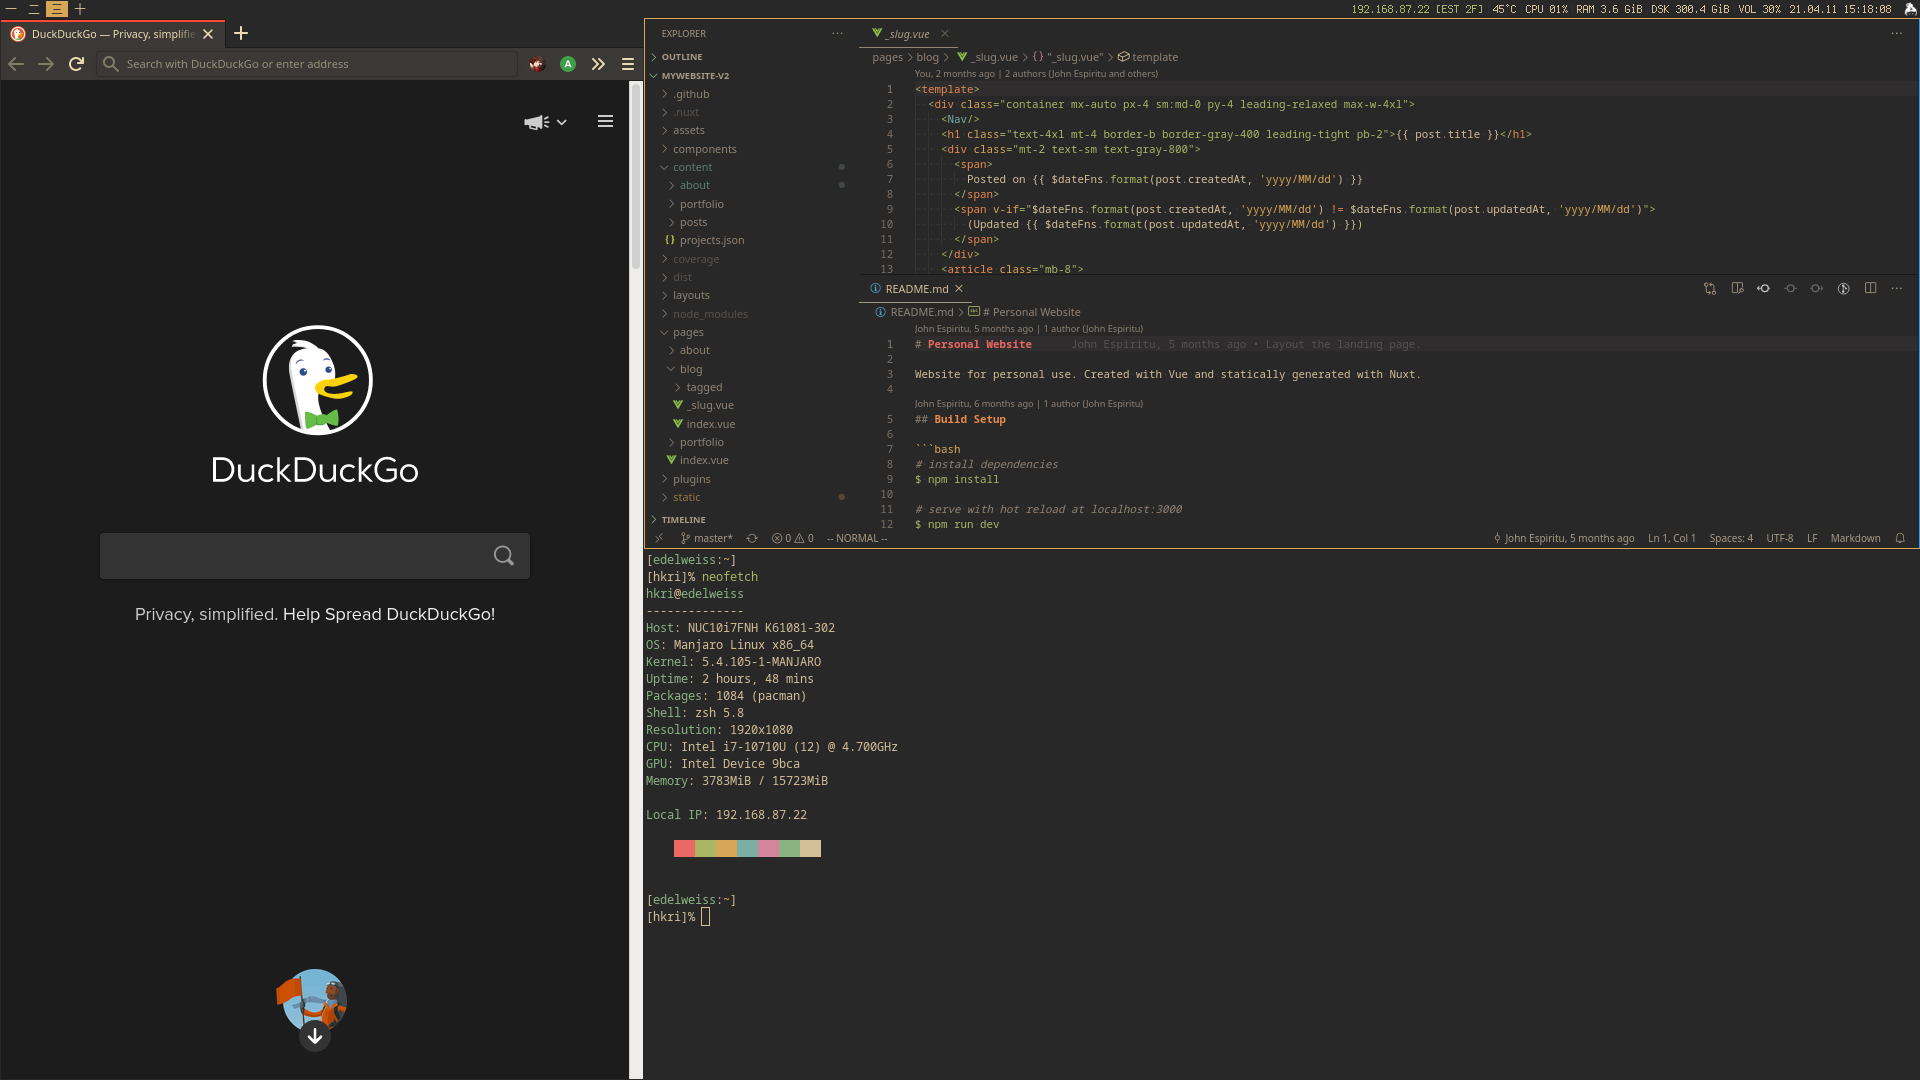 一 二 三 十
192.168.87.22 [EST 2F] 45°C CPU 01% RAM 3.6 GiB DSK 300.4 GiB VOL 30% 21.04.11 15:18:08
DuckDuckGo — Privacy, simplifie
Search with DuckDuckGo or enter address
A
DuckDuckGo
Privacy, simplified. Help Spread DuckDuckGo!
EXPLORER
OUTLINE
MYWEBSITE-V2
.github
.nuxt
assets
components
content
about
portfolio
posts
{} projects.json
coverage
dist
layouts
node_modules
pages
about
blog
tagged
_slug.vue
index.vue
portfolio
index.vue
plugins
static
TIMELINE
_slug.vue
pages > blog > _slug.vue > {} "_slug.vue" > template
You, 2 months ago | 2 authors (John Espiritu and others)
1 <template>
2 <div class="container mx-auto px-4 sm:md-0 py-4 leading-relaxed max-w-4xl">
3 <Nav/>
4 <h1 class="text-4xl mt-4 border-b border-gray-400 leading-tight pb-2">{{ post.title }}</h1>
5 <div class="mt-2 text-sm text-gray-800">
6 <span>
7 Posted on {{ $dateFns.format(post.createdAt, 'yyyy/MM/dd') }}
8 </span>
9 <span v-if="$dateFns.format(post.createdAt, 'yyyy/MM/dd') != $dateFns.format(post.updatedAt, 'yyyy/MM/dd')">
10 (Updated {{ $dateFns.format(post.updatedAt, 'yyyy/MM/dd') }})
11 </span>
12 </div>
13 <article class="mb-8">
README.md
README.md > # Personal Website
John Espiritu, 5 months ago | 1 author (John Espiritu)
1 # Personal Website John Espiritu, 5 months ago • Layout the landing page.
2
3 Website for personal use. Created with Vue and statically generated with Nuxt.
4
John Espiritu, 6 months ago | 1 author (John Espiritu)
5 ## Build Setup
6
7 ```bash
8 # install dependencies
9 $ npm install
10
11 # serve with hot reload at localhost:3000
12 $ npm run dev
master* 0 0 -- NORMAL -- John Espiritu, 5 months ago Ln 1, Col 1 Spaces: 4 UTF-8 LF Markdown
[edelweiss:~]
[hkri]% neofetch
hkri@edelweiss
--------------
Host: NUC10i7FNH K61081-302
OS: Manjaro Linux x86_64
Kernel: 5.4.105-1-MANJARO
Uptime: 2 hours, 48 mins
Packages: 1084 (pacman)
Shell: zsh 5.8
Resolution: 1920x1080
CPU: Intel i7-10710U (12) @ 4.700GHz
GPU: Intel Device 9bca
Memory: 3783MiB / 15723MiB
Local IP: 192.168.87.22
[edelweiss:~]
[hkri]%